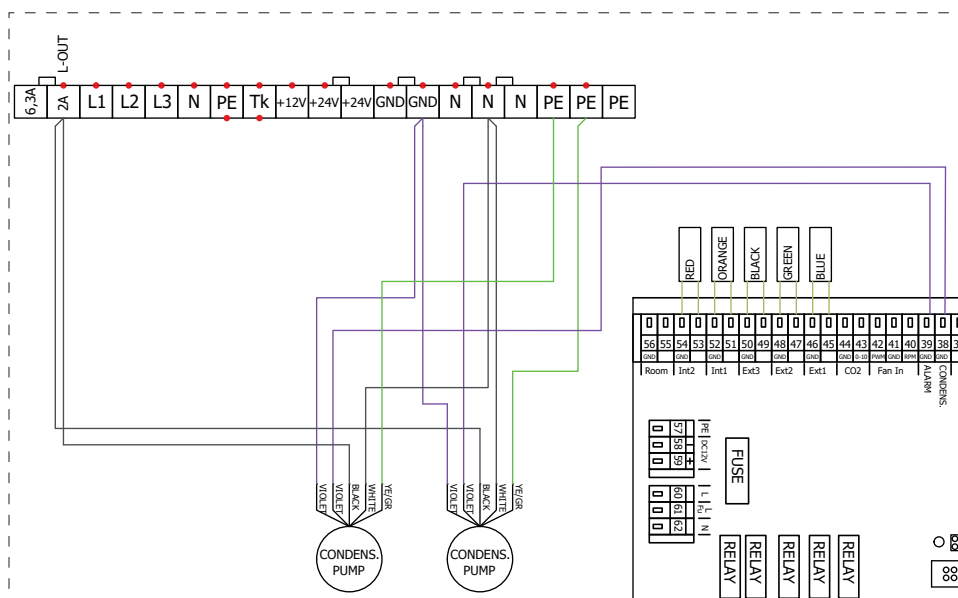 L-OUT
6,3A 2A L1 L2 L3 N PE Tk +12V +24V +24V GND GND N N N PE PE PE
RED ORANGE BLACK GREEN BLUE
56 55 54 53 52 51 50 49 48 47 46 45 44 43 42 41 40 39 38
GND GND GND GND GND GND GND 0-10 PWM GND RPM GND GND
Room Int2 Int1 Ext3 Ext2 Ext1 CO2 Fan In ALARM CONDENS.
57 PE
58 - DC12V
59 +
FUSE
60 L
61 L Fu
62 N
VIOLET VIOLET BLACK WHITE YE/GR
VIOLET VIOLET BLACK WHITE YE/GR
CONDENS.
PUMP
CONDENS.
PUMP
RELAY RELAY RELAY RELAY RELAY